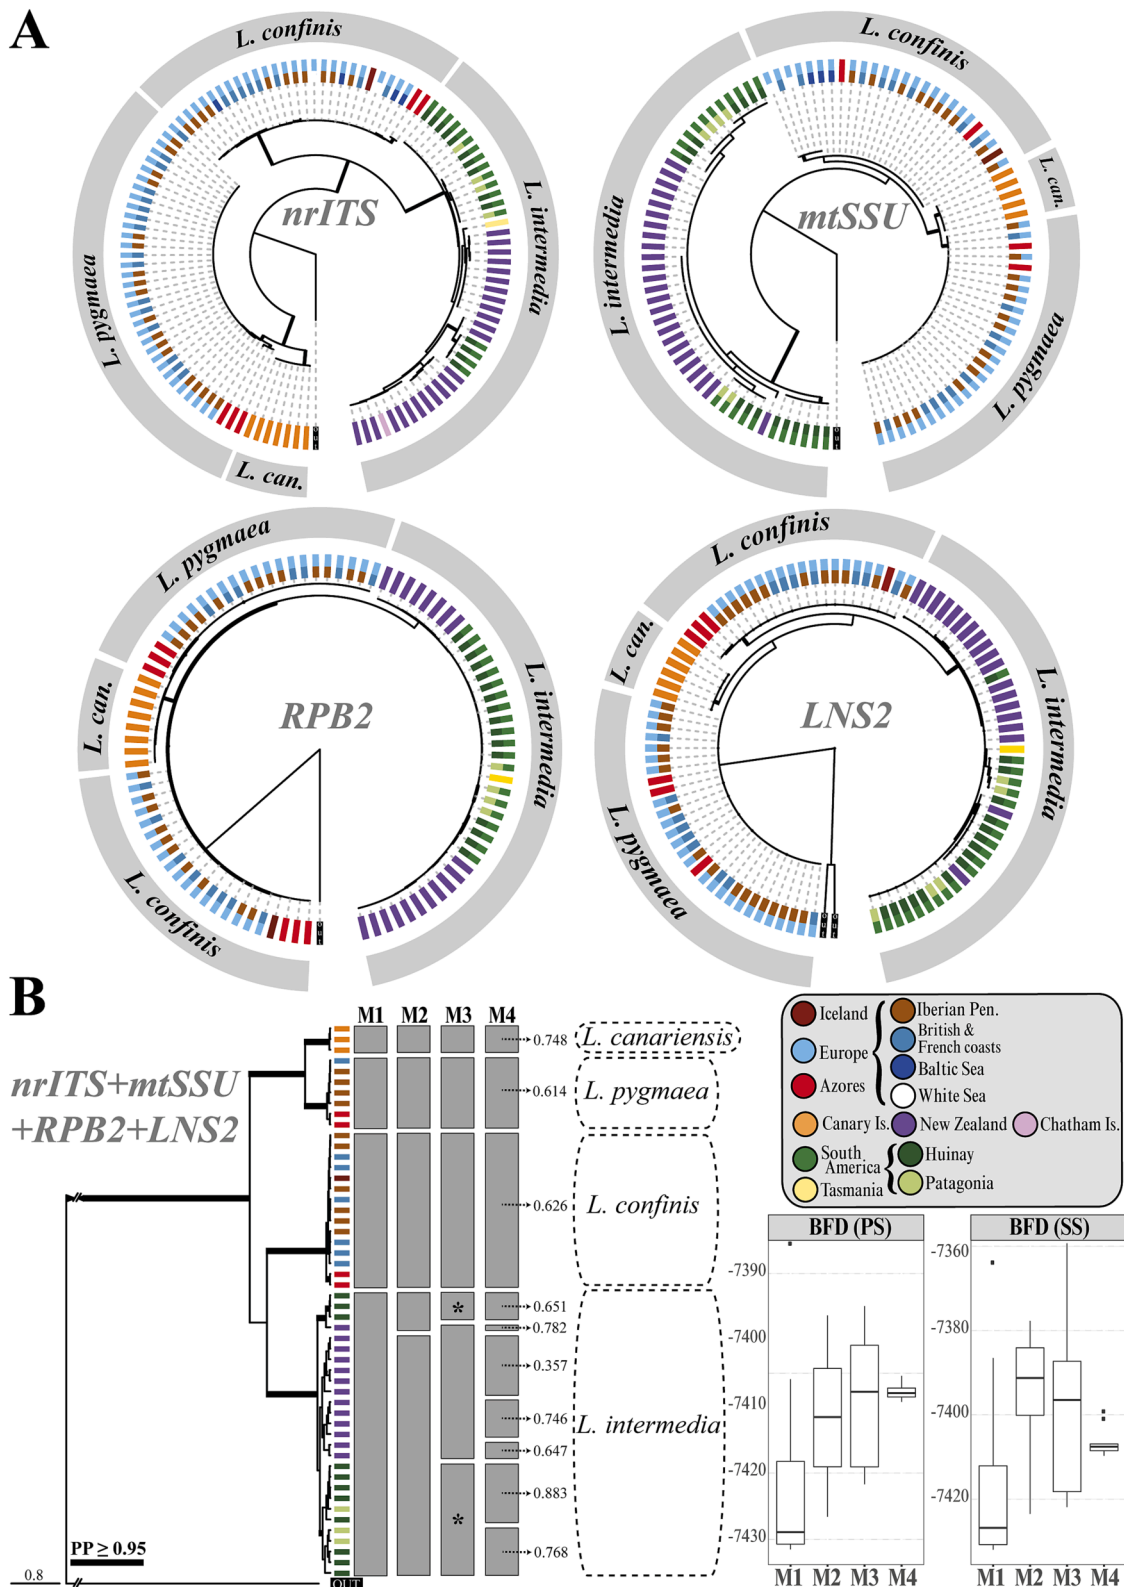 A
L. confinis
L. intermedia
L. pygmaea
L. can.
nrITS
OUT
L. confinis
L. can.
L. pygmaea
L. intermedia
mtSSU
OUT
L. pygmaea
L. intermedia
L. can.
L. confinis
RPB2
OUT
L. confinis
L. intermedia
L. can.
L. pygmaea
LNS2
OUT
OUT
B
nrITS+mtSSU
+RPB2+LNS2
M1 M2 M3 M4
0.748
0.614
0.626
0.651
0.782
0.357
0.746
0.647
0.883
0.768
*
*
L. canariensis
L. pygmaea
L. confinis
L. intermedia
PP ≥ 0.95
0.8
OUT
Iceland
Europe
Azores
Iberian Pen.
British &
French coasts
Baltic Sea
White Sea
Canary Is.
New Zealand
Chatham Is.
South
America
Huinay
Patagonia
Tasmania
BFD (PS)
-7390
-7400
-7410
-7420
-7430
M1 M2 M3 M4
BFD (SS)
-7360
-7380
-7400
-7420
M1 M2 M3 M4